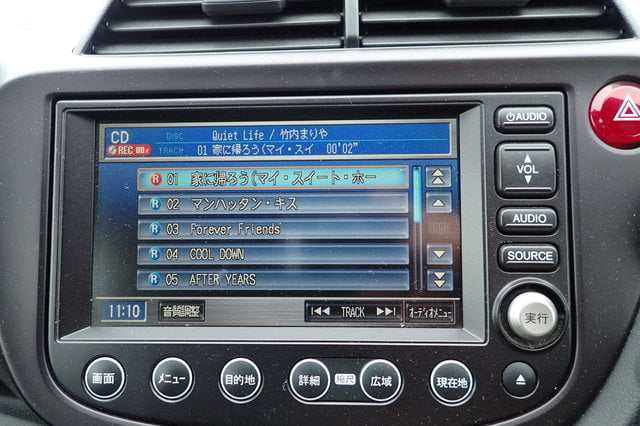 CD
DISC Quiet Life / 竹内まりや
REC 00%
TRACK/ 01 家に帰ろう(マイ・スイ 00'02"
R 01 家に帰ろう(マイ・スイート・ホー
R 02 マンハッタン・キス
R 03 Forever Friends
R 04 COOL DOWN
R 05 AFTER YEARS
11:10 音質調整 TRACK オーディオメニュー
AUDIO
VOL
AUDIO
SOURCE
実行
画面 メニュー 目的地 詳細 縮尺 広域 現在地